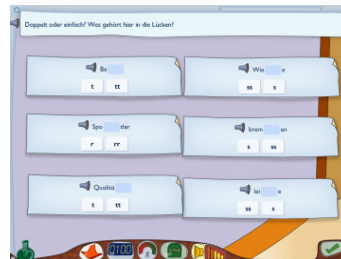 Doppelt oder einfach? Was gehört hier in die Lücken?
Be
t tt
Wie e
ss s
Spo tler
r rr
brem en
s ss
Qualitä
t tt
lei e
ss s